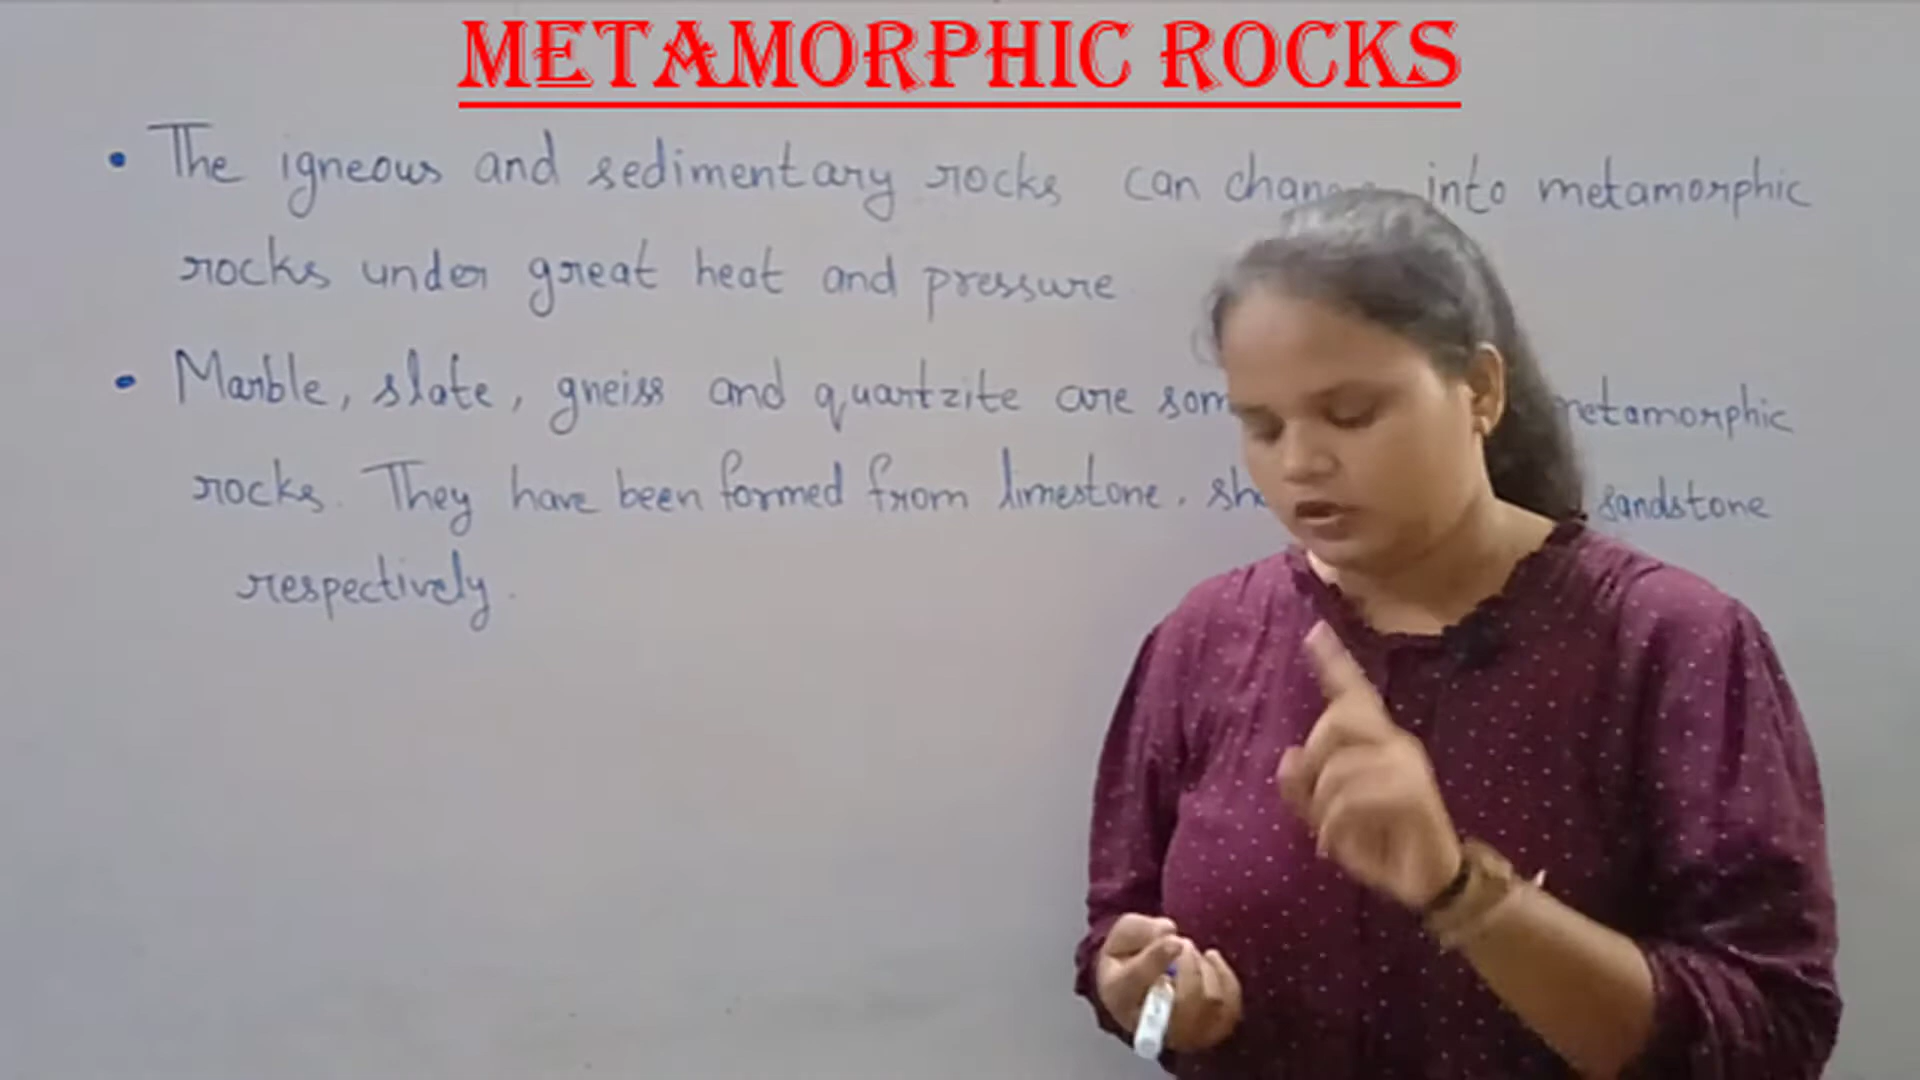 METAMORPHIC ROCKS
• The igneous and sedimentary rocks can change into metamorphic
rocks under great heat and pressure
• Marble, slate, gneiss and quartzite are metamorphic
rocks. They have been formed from limestone, sandstone
respectively.